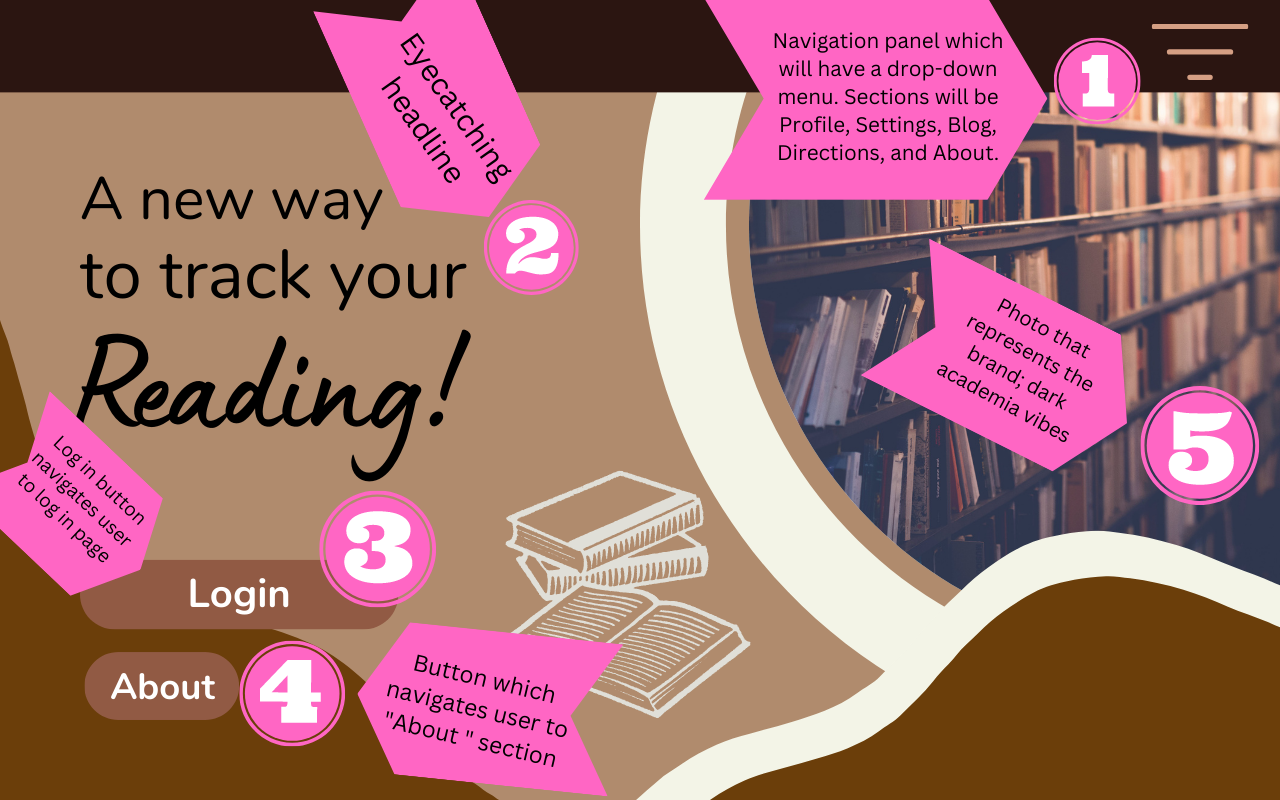 Navigation panel which
will have a drop-down
menu. Sections will be
Profile, Settings, Blog,
Directions, and About.
1
Eyecatching
headline
2
A new way
to track your
Reading!
Photo that
represents the
brand; dark
academia vibes
5
Log in button
navigates user
to log in page
3
Login
About
4
Button which
navigates user to
"About " section